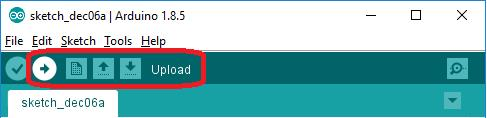 sketch_dec06a | Arduino 1.8.5
File Edit Sketch Tools Help
Upload
sketch_dec06a